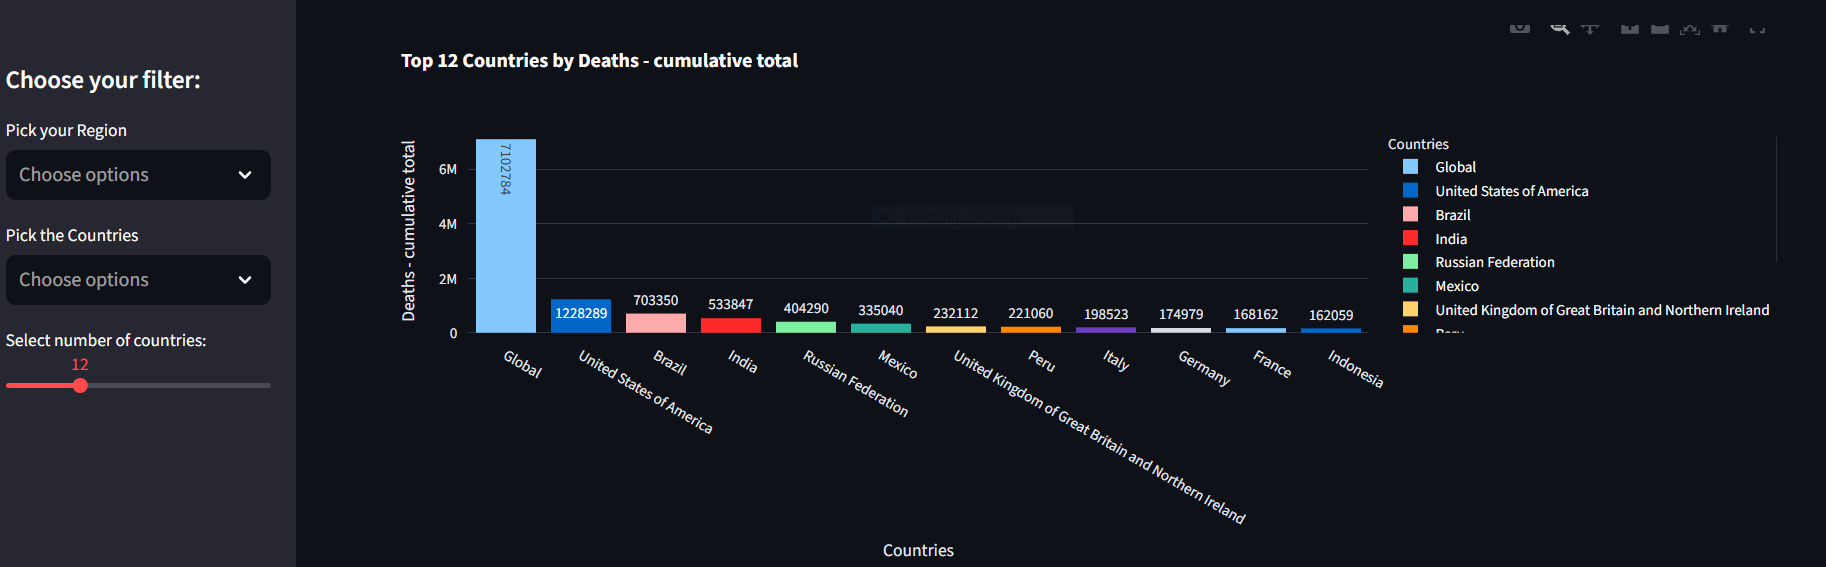 Choose your filter:
Pick your Region
Choose options
Pick the Countries
Choose options
Select number of countries:
12
Top 12 Countries by Deaths - cumulative total
Deaths - cumulative total
6M
4M
2M
0
7102784
1228289
703350
533847
404290
335040
232112
221060
198523
174979
168162
162059
Global
United States of America
Brazil
India
Russian Federation
Mexico
United Kingdom of Great Britain and Northern Ireland
Peru
Italy
Germany
France
Indonesia
Countries
Countries
Global
United States of America
Brazil
India
Russian Federation
Mexico
United Kingdom of Great Britain and Northern Ireland
Peru